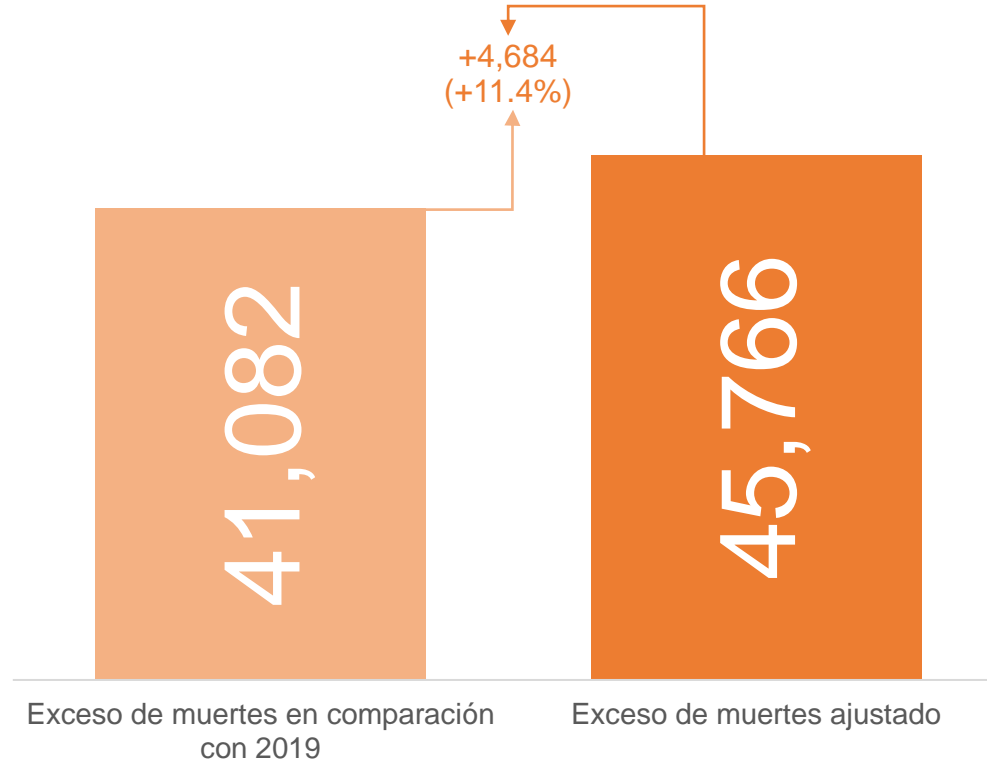 +4,684
(+11.4%)
41,082
45,766
Exceso de muertes en comparación
con 2019
Exceso de muertes ajustado